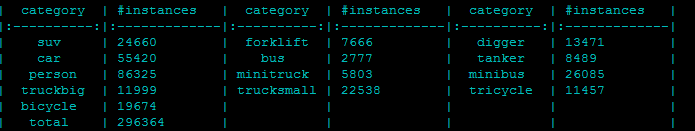 | category | #instances | category | #instances | category | #instances |
|:----------:|:-------------|:----------:|:-------------|:----------:|:-------------|
| suv | 24660 | forklift | 7666 | digger | 13471 |
| car | 55420 | bus | 2777 | tanker | 8489 |
| person | 86325 | minitruck | 5803 | minibus | 26085 |
| truckbig | 11999 | trucksmall | 22538 | tricycle | 11457 |
| bicycle | 19674 | | | | |
| total | 296364 | | | | |